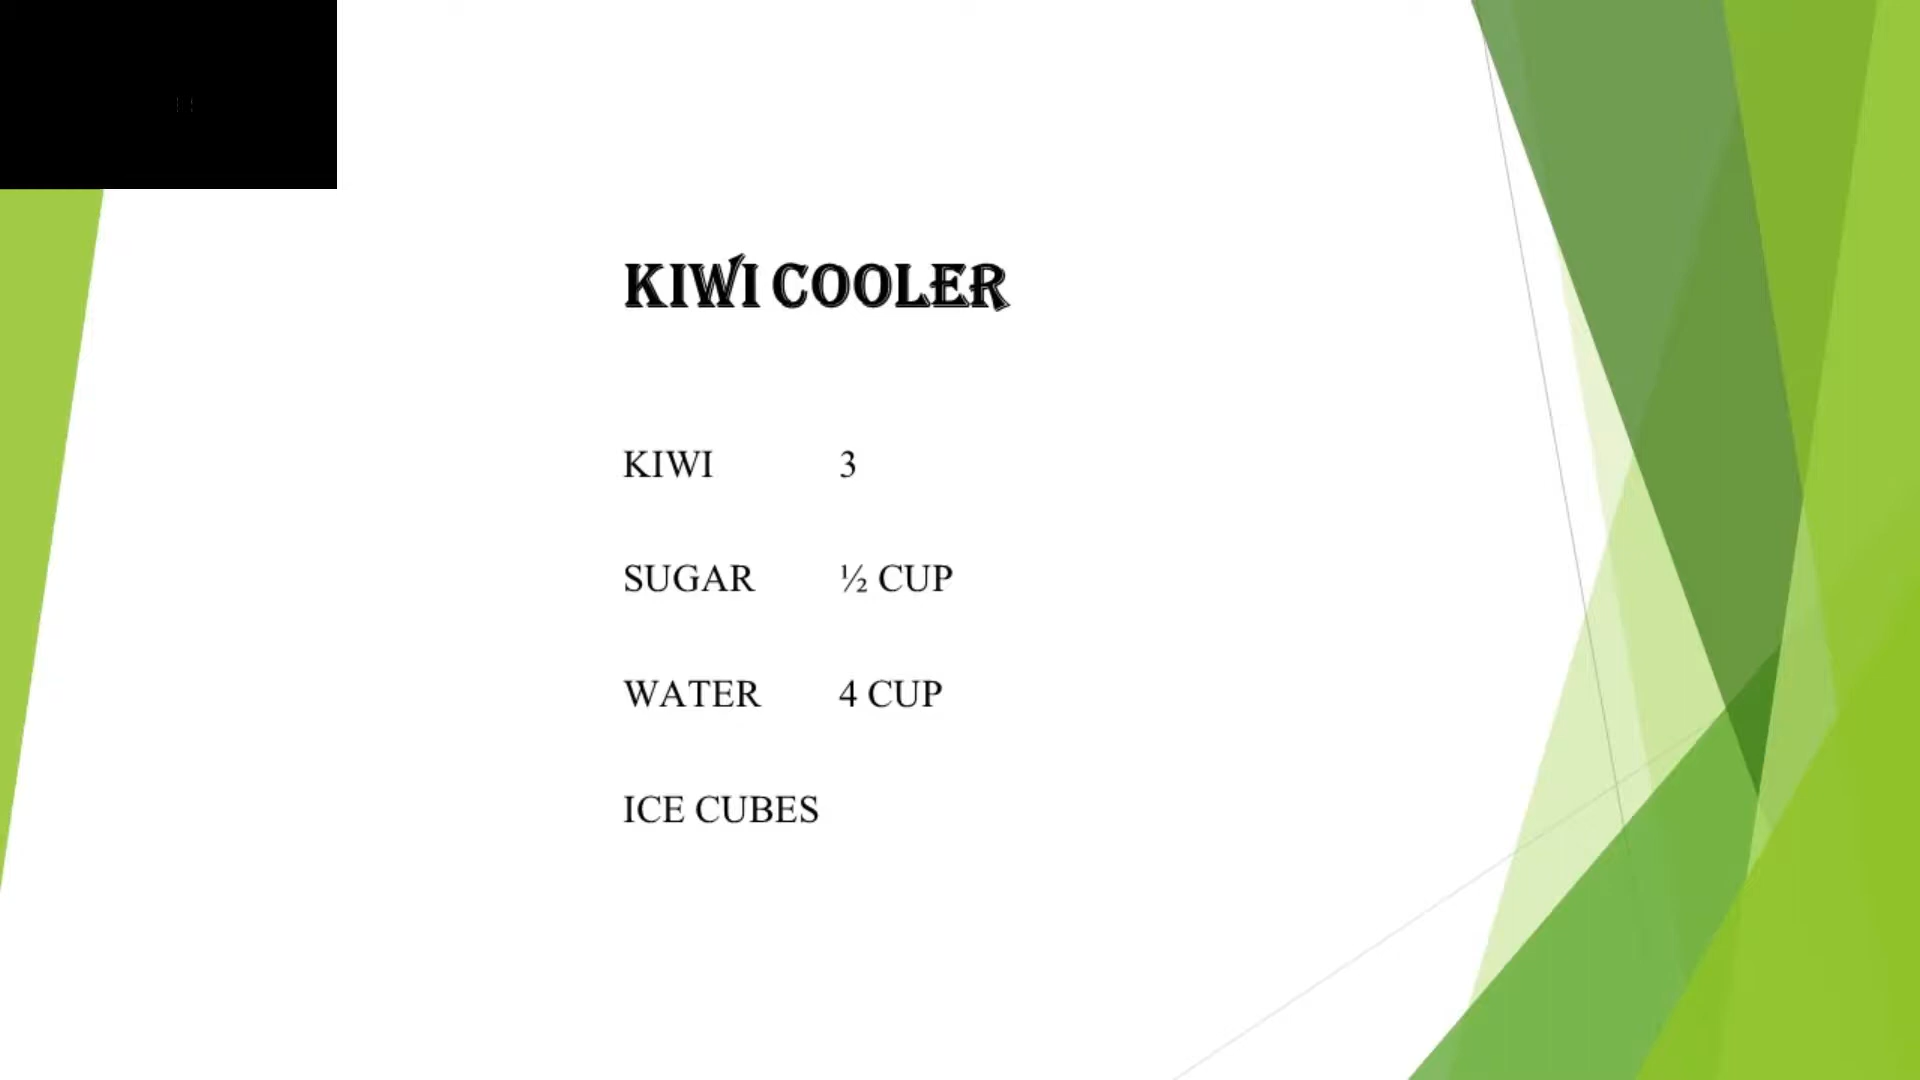 KIWI COOLER
KIWI 3
SUGAR ½ CUP
WATER 4 CUP
ICE CUBES